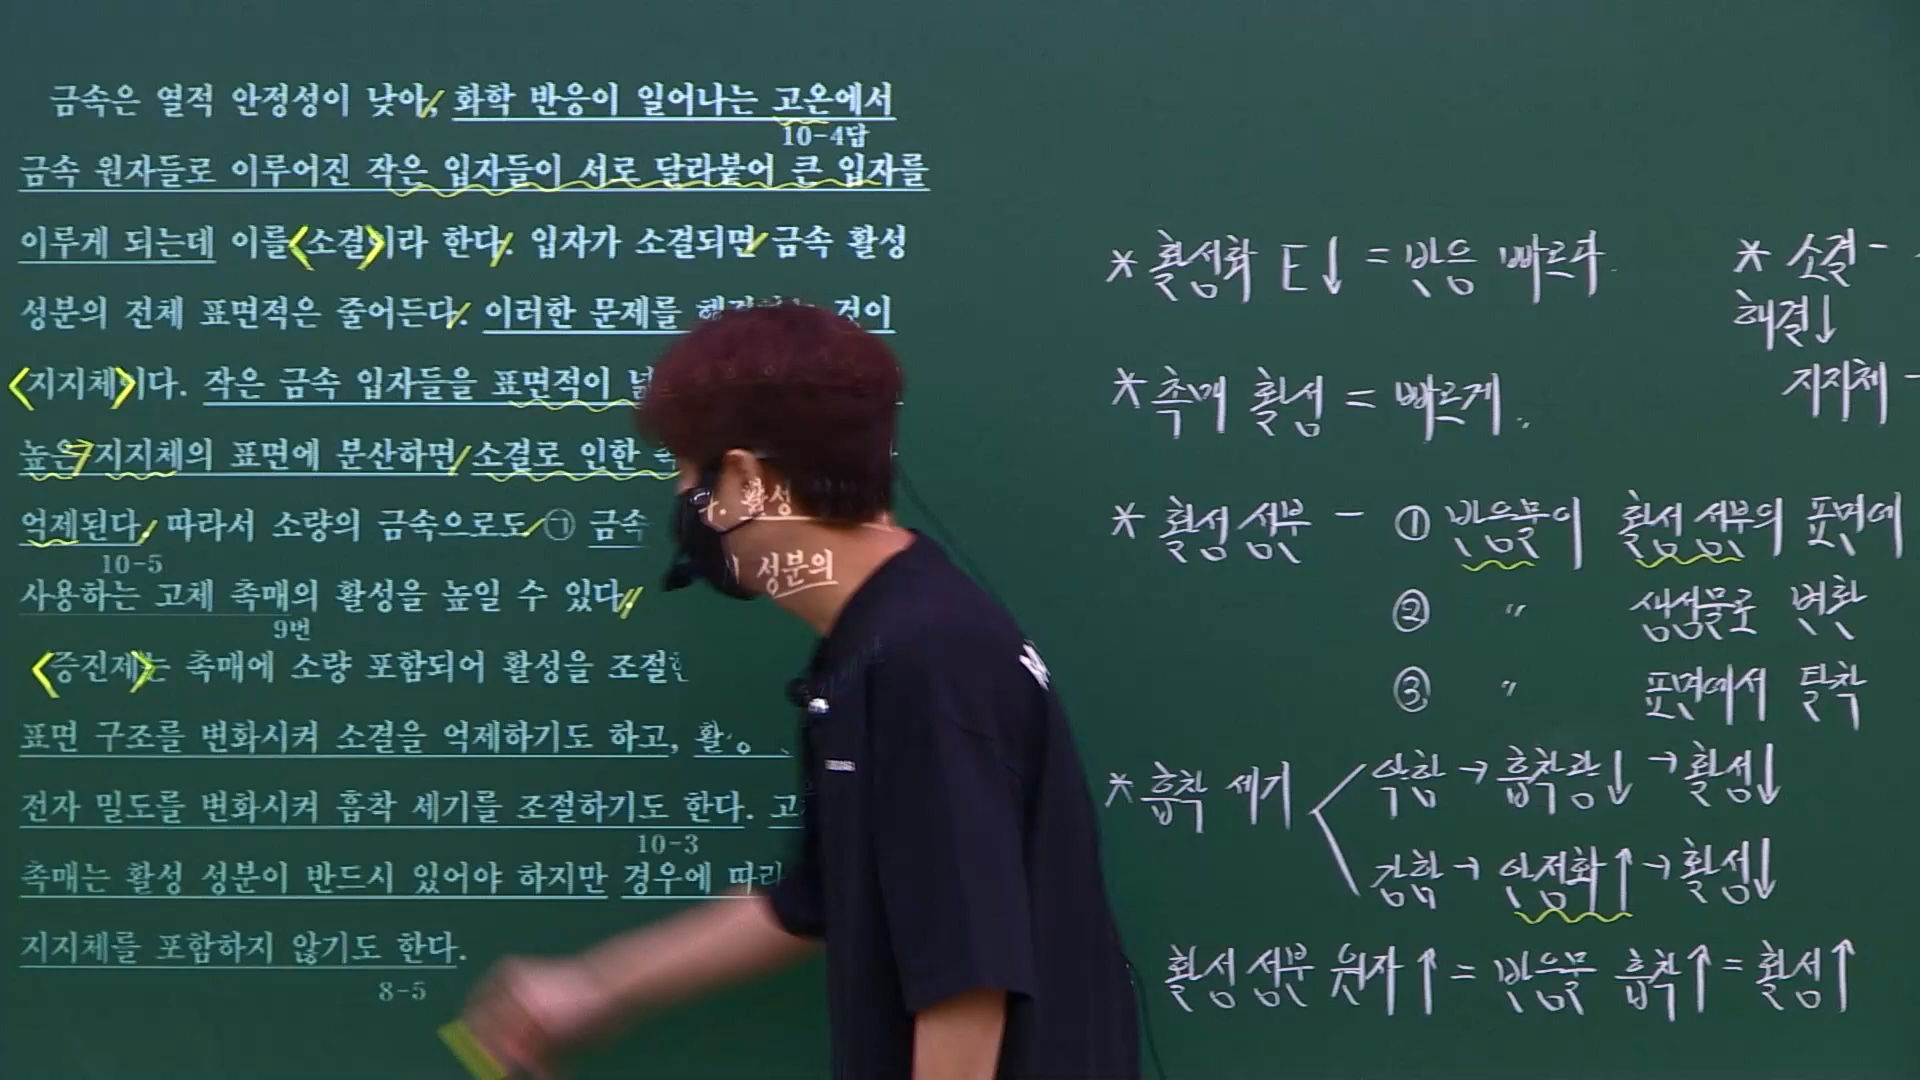 금속은 열적 안정성이 낮아, 화학 반응이 일어나는 고온에서
10-4답
금속 원자들로 이루어진 작은 입자들이 서로 달라붙어 큰 입자를
이루게 되는데 이를 <소결>이라 한다. 입자가 소결되면 금속 활성
성분의 전체 표면적은 줄어든다. 이러한 문제를 것이
<지지체>이다. 작은 금속 입자들을 표면적이
높은 지지체의 표면에 분산하면 소결로 인한
억제된다. 따라서 소량의 금속으로도 ㉠ 금속
10-5
사용하는 고체 촉매의 활성을 높일 수 있다.
9번
<증진제>는 촉매에 소량 포함되어 활성을 활성
표면 구조를 변화시켜 소결을 억제하기도 하고, 성분의
전자 밀도를 변화시켜 흡착 세기를 조절하기도 한다.
10-3
촉매는 활성 성분이 반드시 있어야 하지만 경우에 따라
지지체를 포함하지 않기도 한다.
8-5
* 활성화 E↓ = 반응 빠르다.
* 촉매 활성 = 빠르게.
* 활성 성분 - ① 반응물이 활성 성분의 표면에
② 〃 생성물로 변환
③ 〃 표면에서 탈착
* 흡착 세기 < 약함 → 흡착량↓ → 활성↓
강함 → 안정화↑ → 활성↓
활성 성분 원자↑ = 반응물 흡착↑ = 활성↑
* 소결-
해결↓
지지체-